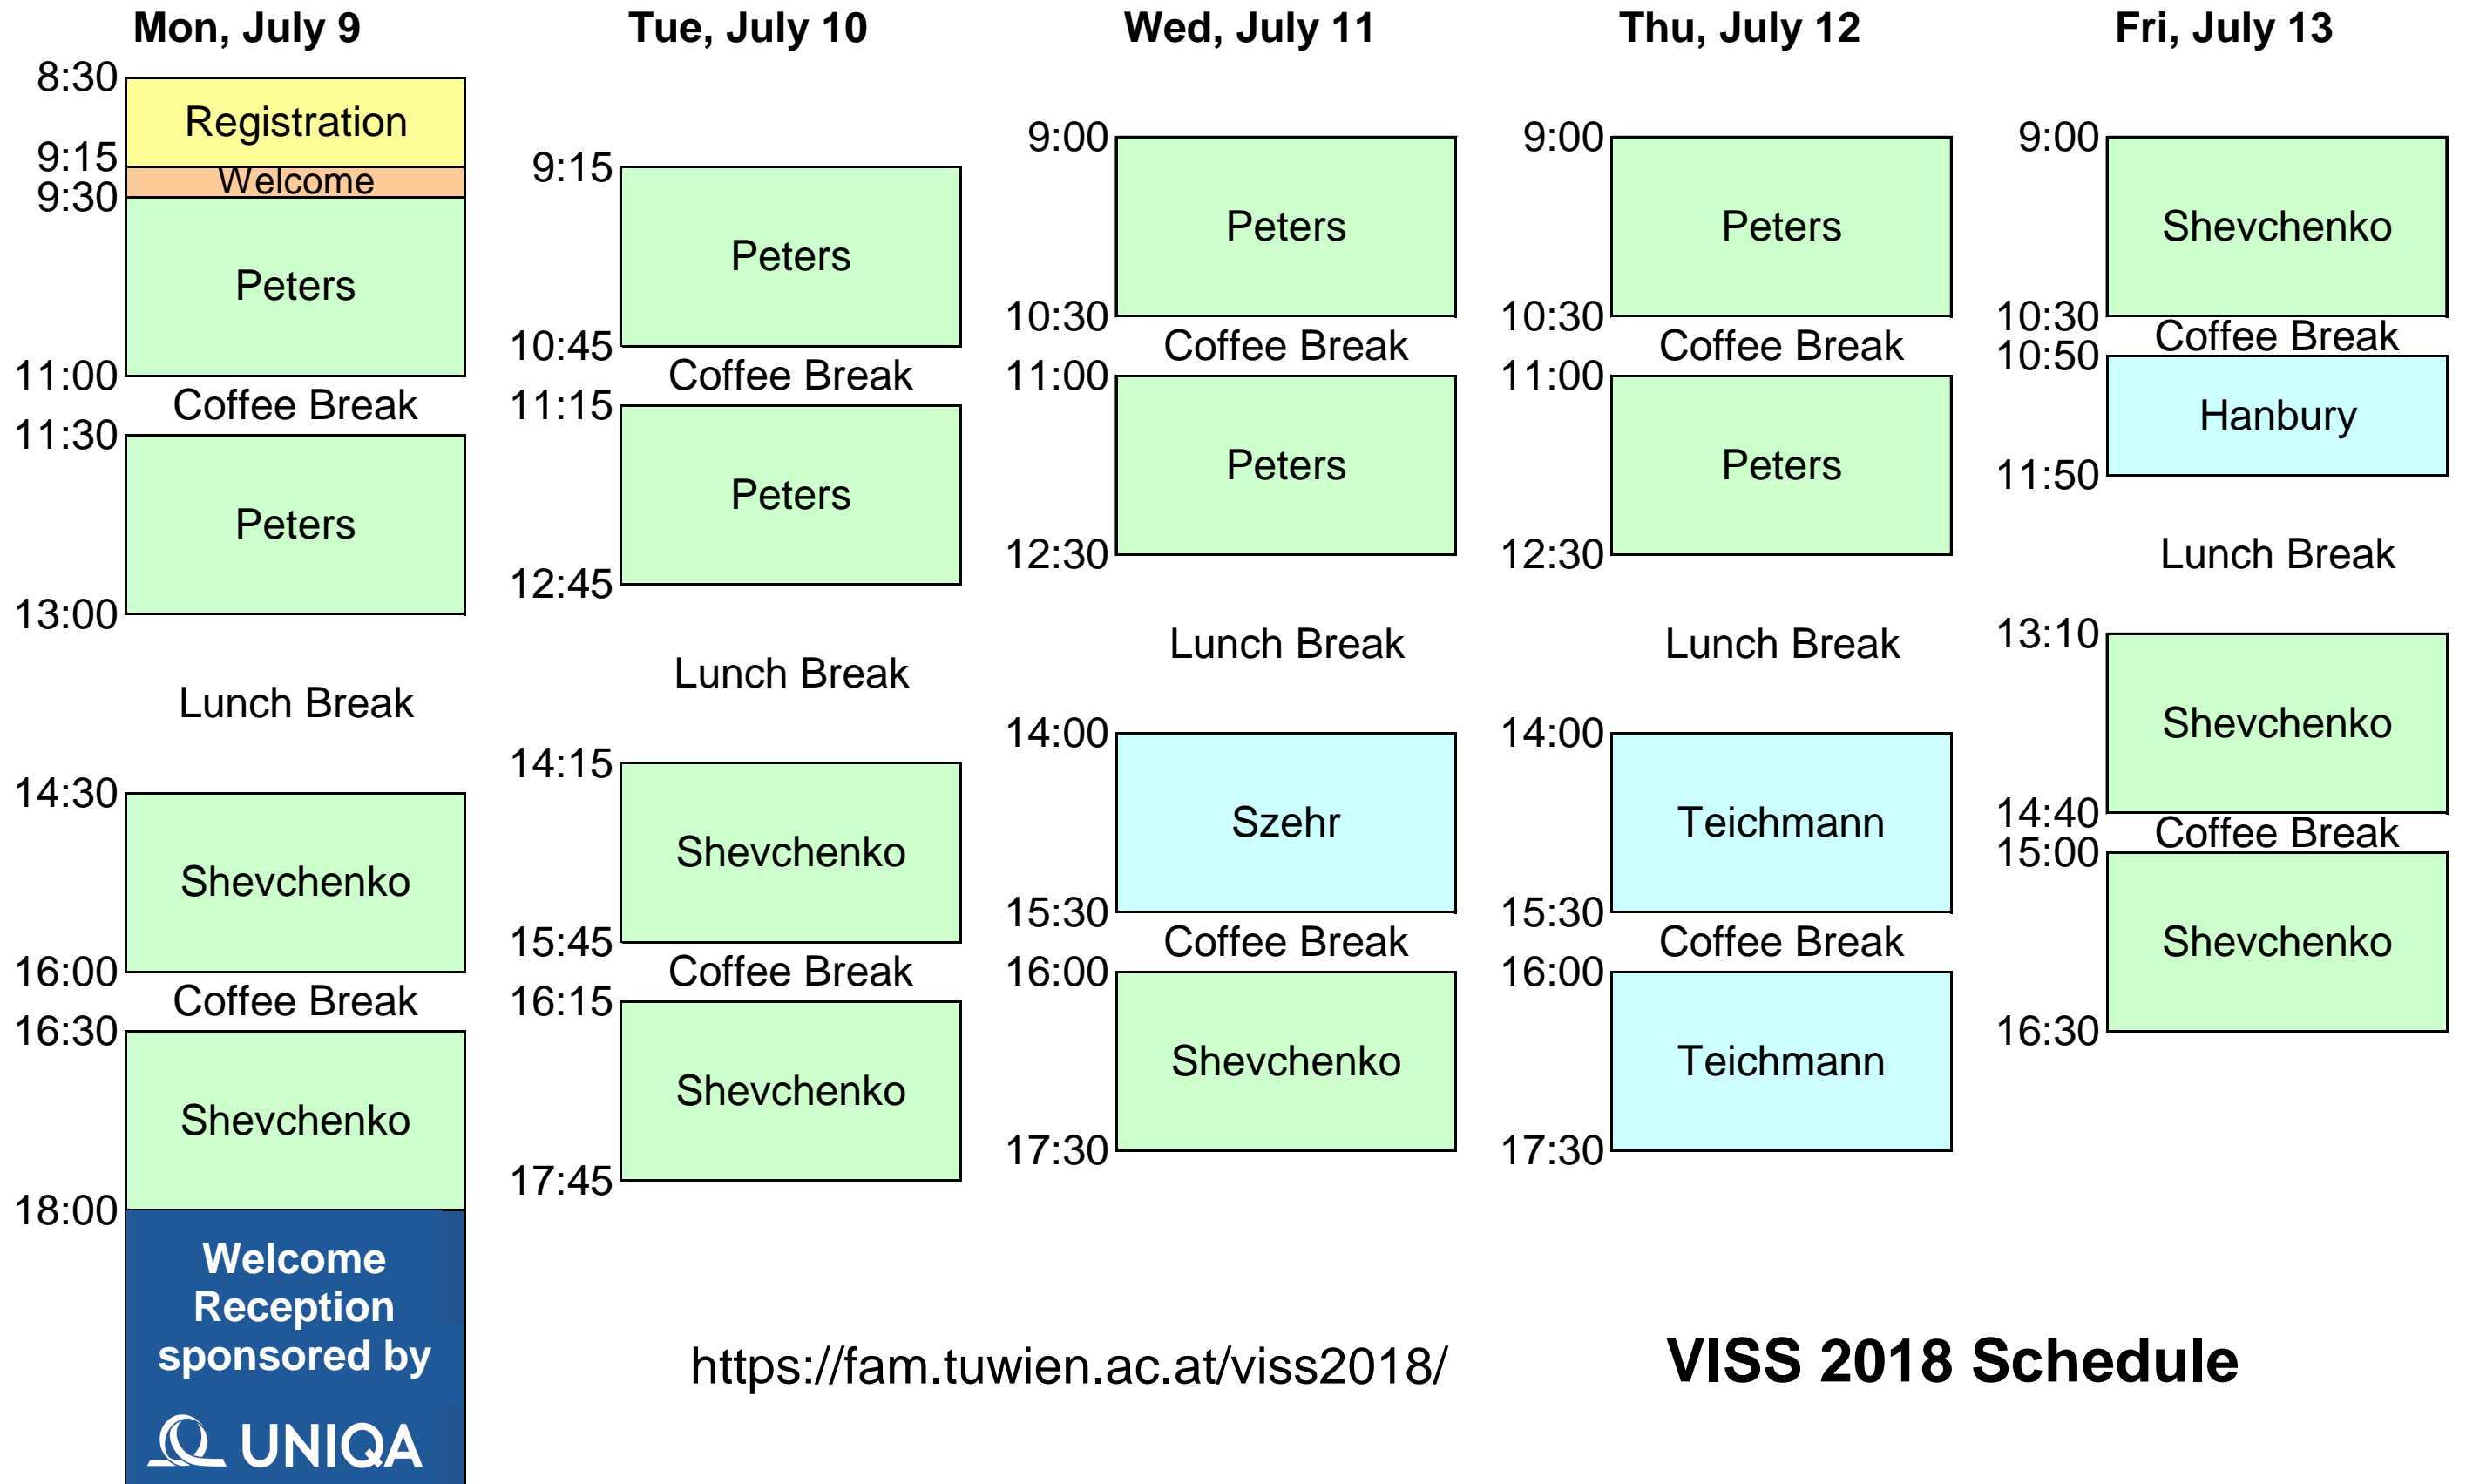 Mon, July 9
8:30
Registration
9:15
Welcome
9:30
Peters
11:00
Coffee Break
11:30
Peters
13:00
Lunch Break
14:30
Shevchenko
16:00
Coffee Break
16:30
Shevchenko
18:00
Welcome
Reception
sponsored by
UNIQA
Tue, July 10
9:15
Peters
10:45
Coffee Break
11:15
Peters
12:45
Lunch Break
14:15
Shevchenko
15:45
Coffee Break
16:15
Shevchenko
17:45
Wed, July 11
9:00
Peters
10:30
Coffee Break
11:00
Peters
12:30
Lunch Break
14:00
Szehr
15:30
Coffee Break
16:00
Shevchenko
17:30
Thu, July 12
9:00
Peters
10:30
Coffee Break
11:00
Peters
12:30
Lunch Break
14:00
Teichmann
15:30
Coffee Break
16:00
Teichmann
17:30
Fri, July 13
9:00
Shevchenko
10:30
Coffee Break
10:50
Hanbury
11:50
Lunch Break
13:10
Shevchenko
14:40
Coffee Break
15:00
Shevchenko
16:30
https://fam.tuwien.ac.at/viss2018/
VISS 2018 Schedule